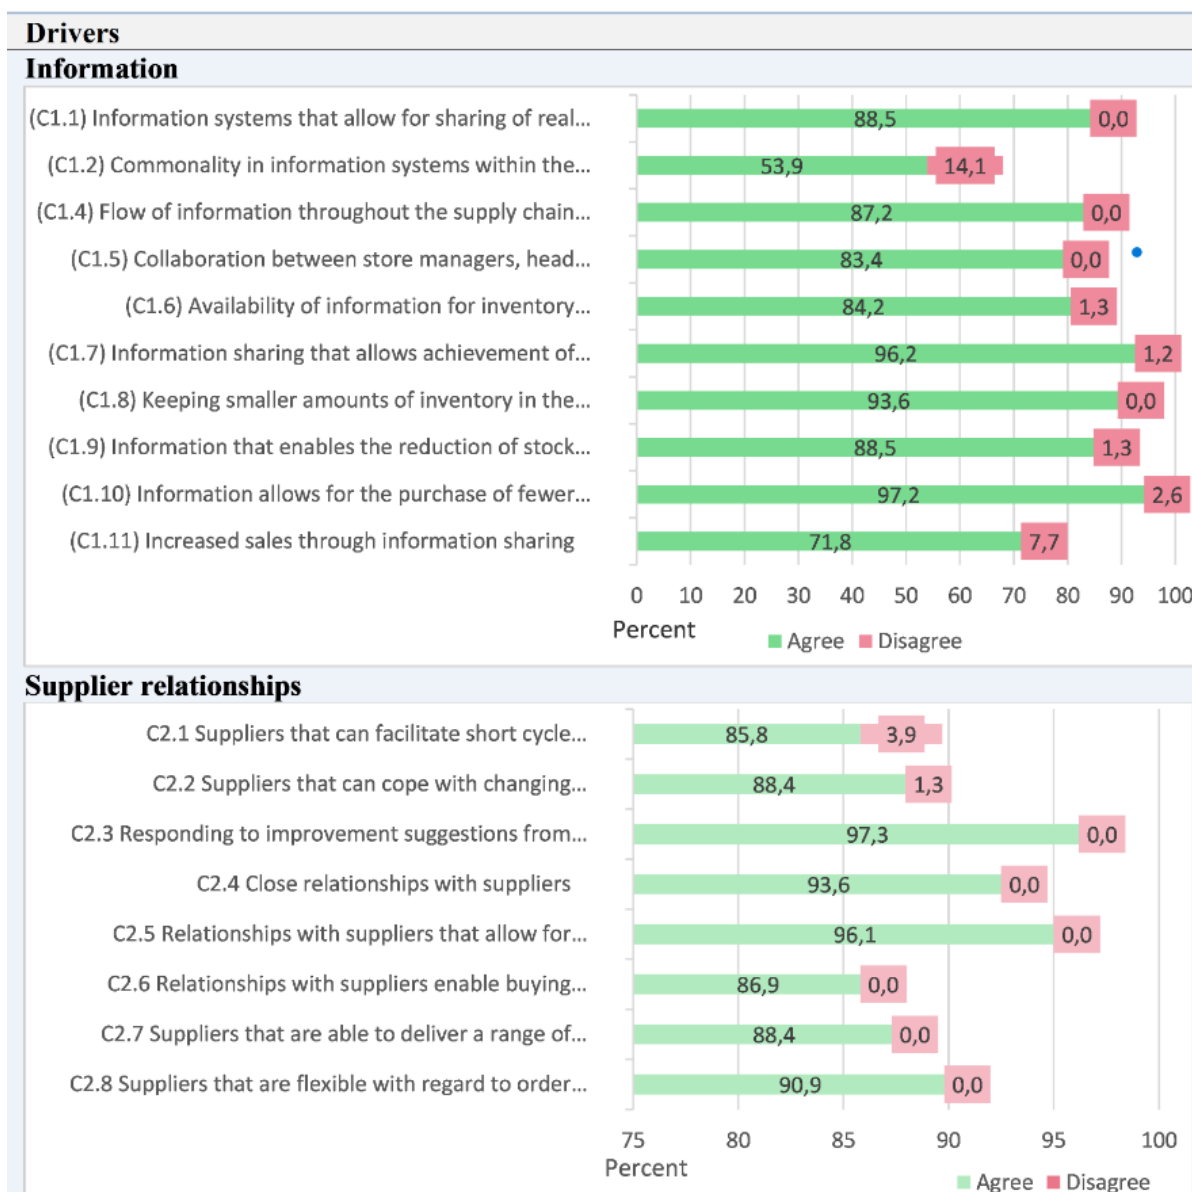 Drivers
Information
(C1.1) Information systems that allow for sharing of real... 88,5 0,0
(C1.2) Commonality in information systems within the... 53,9 14,1
(C1.4) Flow of information throughout the supply chain... 87,2 0,0
(C1.5) Collaboration between store managers, head... 83,4 0,0
(C1.6) Availability of information for inventory... 84,2 1,3
(C1.7) Information sharing that allows achievement of... 96,2 1,2
(C1.8) Keeping smaller amounts of inventory in the... 93,6 0,0
(C1.9) Information that enables the reduction of stock... 88,5 1,3
(C1.10) Information allows for the purchase of fewer... 97,2 2,6
(C1.11) Increased sales through information sharing 71,8 7,7
0 10 20 30 40 50 60 70 80 90 100
Percent
Agree Disagree
Supplier relationships
C2.1 Suppliers that can facilitate short cycle... 85,8 3,9
C2.2 Suppliers that can cope with changing... 88,4 1,3
C2.3 Responding to improvement suggestions from... 97,3 0,0
C2.4 Close relationships with suppliers 93,6 0,0
C2.5 Relationships with suppliers that allow for... 96,1 0,0
C2.6 Relationships with suppliers enable buying... 86,9 0,0
C2.7 Suppliers that are able to deliver a range of... 88,4 0,0
C2.8 Suppliers that are flexible with regard to order... 90,9 0,0
75 80 85 90 95 100
Percent
Agree Disagree